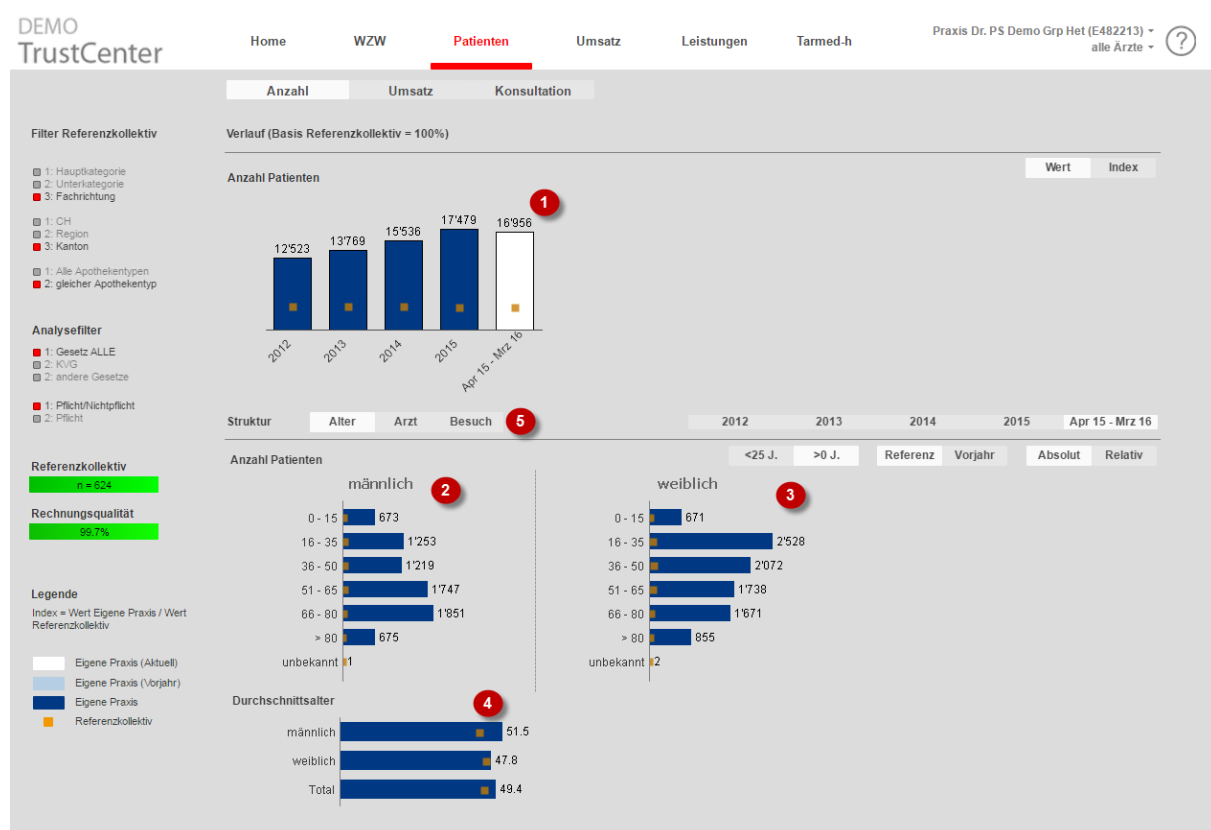 DEMO
TrustCenter
Home WZW Patienten Umsatz Leistungen Tarmed-h
Praxis Dr. PS Demo Grp Het (E482213)
alle Ärzte
?
Anzahl Umsatz Konsultation
Filter Referenzkollektiv
1: Hauptkategorie
2: Unterkategorie
3: Fachrichtung
1: CH
2: Region
3: Kanton
1: Alle Apothekentypen
2: gleicher Apothekentyp
Analysefilter
1: Gesetz ALLE
2: KVG
2: andere Gesetze
1: Pflicht/Nichtpflicht
2: Pflicht
Referenzkollektiv
n = 624
Rechnungsqualität
99.7%
Legende
Index = Wert Eigene Praxis / Wert
Referenzkollektiv
Eigene Praxis (Aktuell)
Eigene Praxis (Vorjahr)
Eigene Praxis
Referenzkollektiv
Verlauf (Basis Referenzkollektiv = 100%)
Wert Index
Anzahl Patienten
1
12'523 13'769 15'536 17'479 16'956
2012 2013 2014 2015 Apr 15 - Mrz 16
Struktur Alter Arzt Besuch 5
2012 2013 2014 2015 Apr 15 - Mrz 16
Anzahl Patienten
<25 J. >0 J. Referenz Vorjahr Absolut Relativ
männlich 2
0 - 15 673
16 - 35 1'253
36 - 50 1'219
51 - 65 1'747
66 - 80 1'851
> 80 675
unbekannt 1
weiblich 3
0 - 15 671
16 - 35 2'528
36 - 50 2'072
51 - 65 1'738
66 - 80 1'671
> 80 855
unbekannt 2
Durchschnittsalter 4
männlich 51.5
weiblich 47.8
Total 49.4